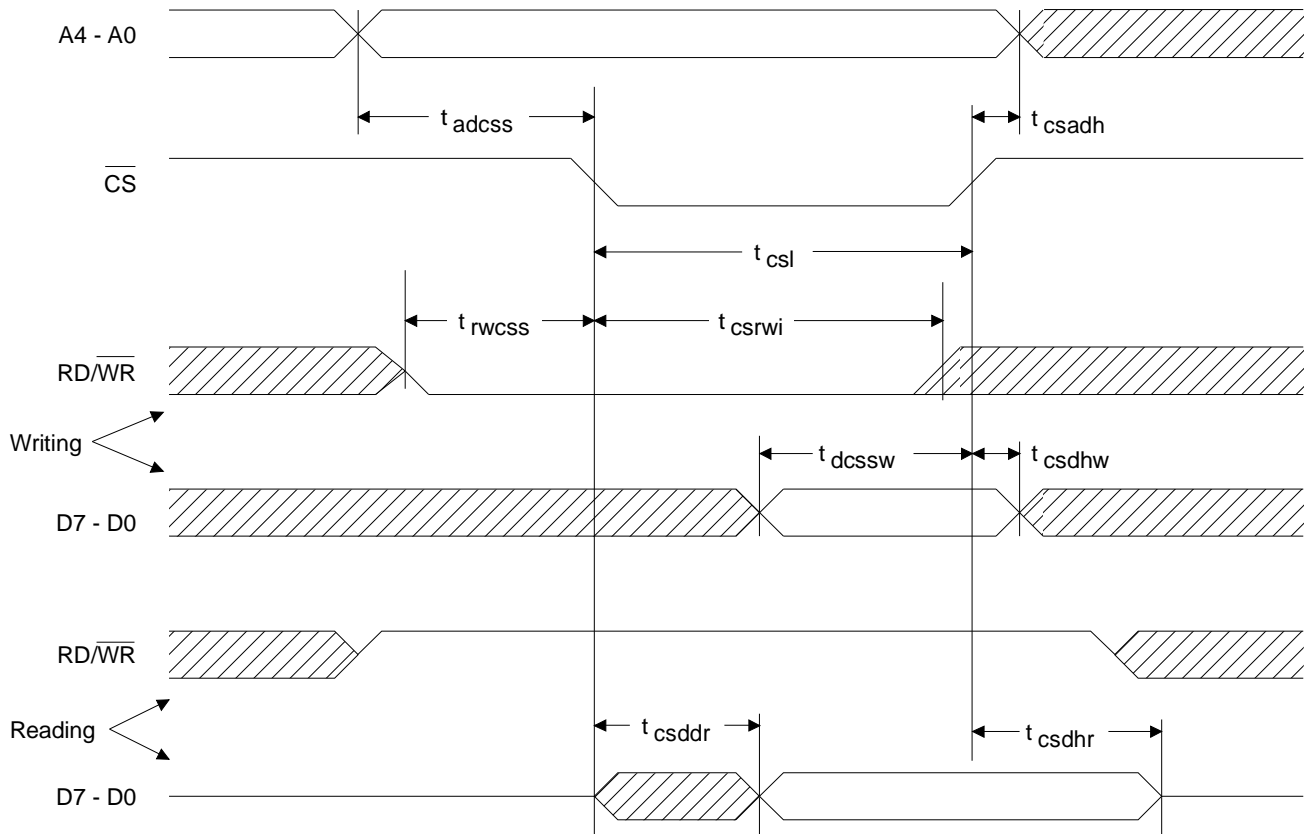 A4 - A0
t adcss
t csadh
CS
t csl
t rwcss
t csrwi
RD/WR
Writing
t dcssw
t csdhw
D7 - D0
RD/WR
Reading
t csddr
t csdhr
D7 - D0